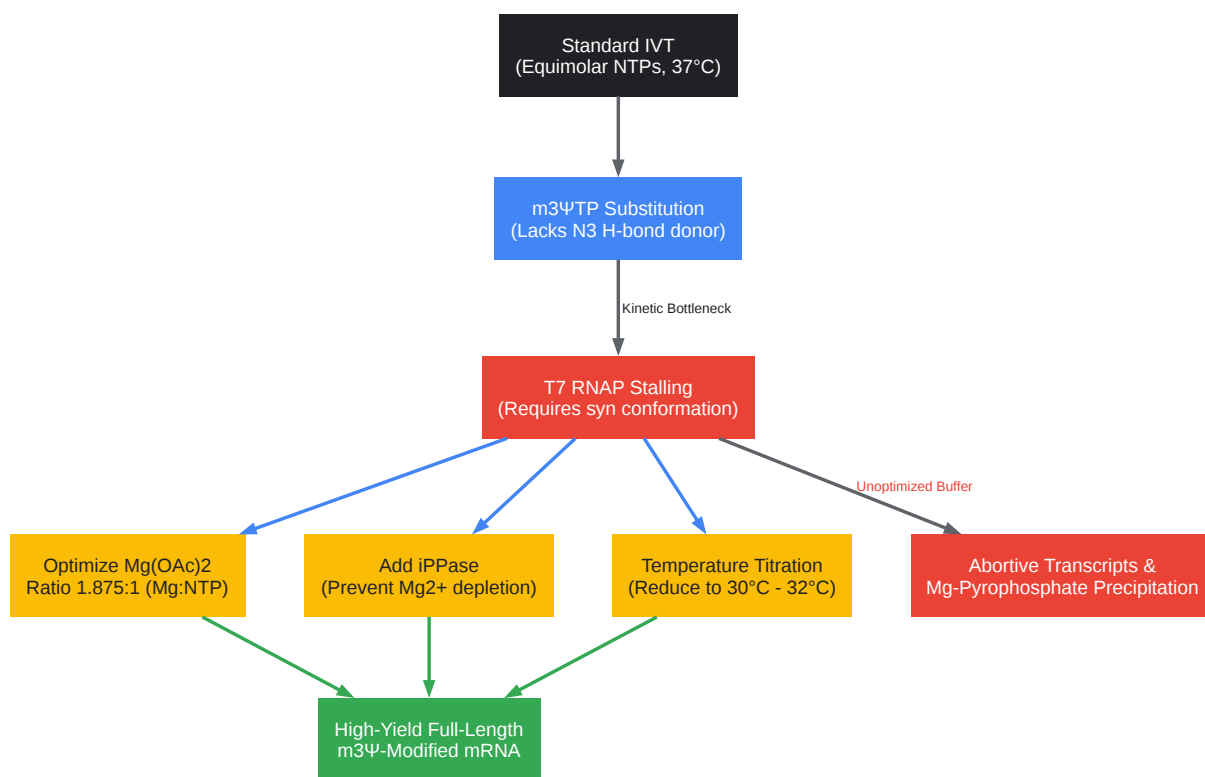 Standard IVT
(Equimolar NTPs, 37°C)
m3ΨTP Substitution
(Lacks N3 H-bond donor)
Kinetic Bottleneck
T7 RNAP Stalling
(Requires syn conformation)
Unoptimized Buffer
Optimize Mg(OAc)2
Ratio 1.875:1 (Mg:NTP)
Add iPPase
(Prevent Mg2+ depletion)
Temperature Titration
(Reduce to 30°C - 32°C)
Abortive Transcripts &
Mg-Pyrophosphate Precipitation
High-Yield Full-Length
m3Ψ-Modified mRNA